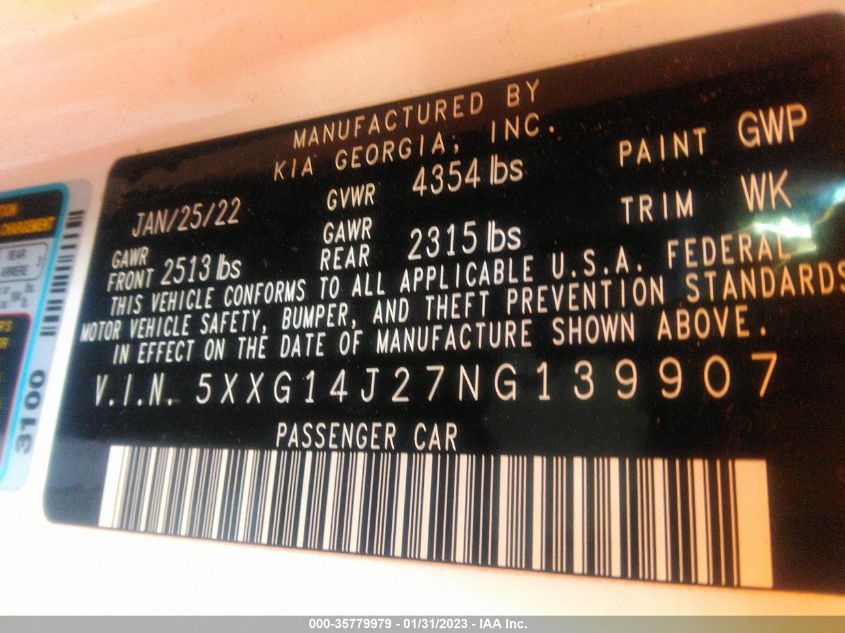 MANUFACTURED BY
KIA GEORGIA, INC.
JAN/25/22 GVWR 4354 lbs PAINT GWP
GAWR FRONT 2513 lbs GAWR REAR 2315 lbs TRIM WK
THIS VEHICLE CONFORMS TO ALL APPLICABLE U.S.A. FEDERAL
MOTOR VEHICLE SAFETY, BUMPER, AND THEFT PREVENTION STANDARDS
IN EFFECT ON THE DATE OF MANUFACTURE SHOWN ABOVE.
V.I.N. 5XXG14J27NG139907
PASSENGER CAR
REAR
ARRIERE
3100
000-35779979 - 01/31/2023 - IAA Inc.